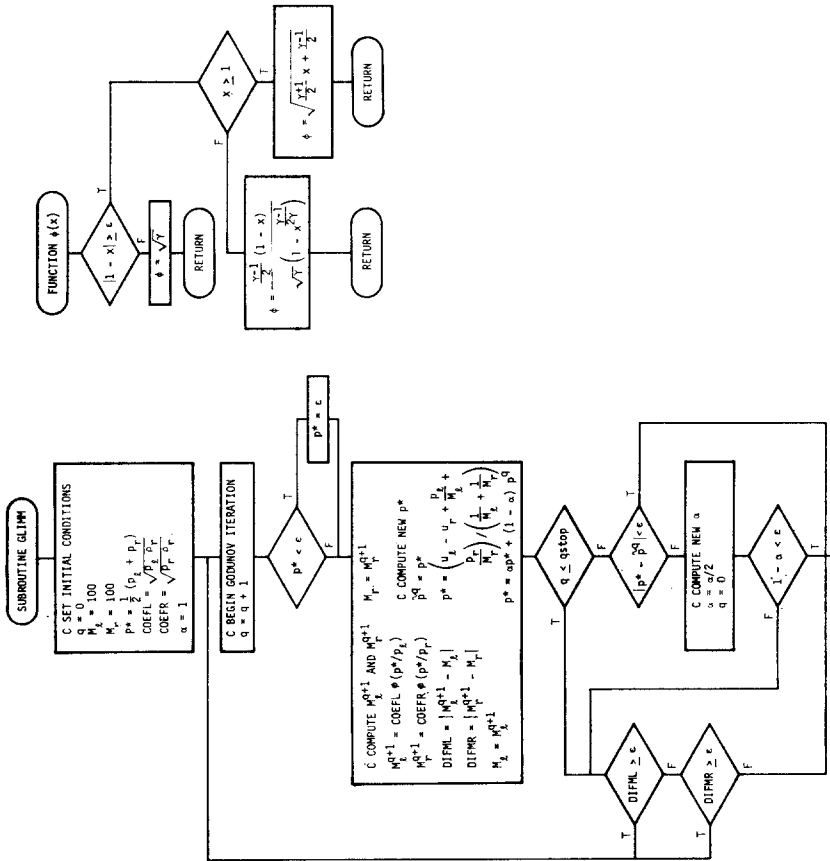 SUBROUTINE GLIMM
C SET INITIAL CONDITIONS
q = 0
M_ℓ = 100
M_r = 100
p* = 1/2 (p_ℓ + p_r)
COEFL = √(p_ℓ ρ_ℓ)
COEFR = √(p_r ρ_r)
α = 1
C BEGIN GODUNOV ITERATION
q = q + 1
p* < ε
T
F
p* = ε
C COMPUTE M_ℓ^{q+1} AND M_r^{q+1}
M_ℓ^{q+1} = COEFL φ(p*/p_ℓ)
M_r^{q+1} = COEFR φ(p*/p_r)
DIFML = |M_ℓ^{q+1} - M_ℓ|
DIFMR = |M_r^{q+1} - M_r|
M_ℓ = M_ℓ^{q+1}
M_r = M_r^{q+1}
C COMPUTE NEW p*
p^q = p*
p* = (u_ℓ - u_r + p_ℓ/M_ℓ +
p_r/M_r) / (1/M_ℓ + 1/M_r)
p* = αp* + (1 - α) p^q
q ≤ qstop
T
F
|p* - p^q| < ε
T
F
C COMPUTE NEW α
α = α/2
q = 0
1 - α < ε
F
T
DIFML ≥ ε
T
F
DIFMR ≥ ε
T
F
FUNCTION φ(x)
|1 - x| ≥ ε
T
F
φ = √γ
RETURN
x ≥ 1
F
T
φ = (γ-1)/2 (1 - x) / √γ (1 - x^{(γ-1)/2γ})
RETURN
φ = √((γ+1)/2 x + (γ-1)/2)
RETURN